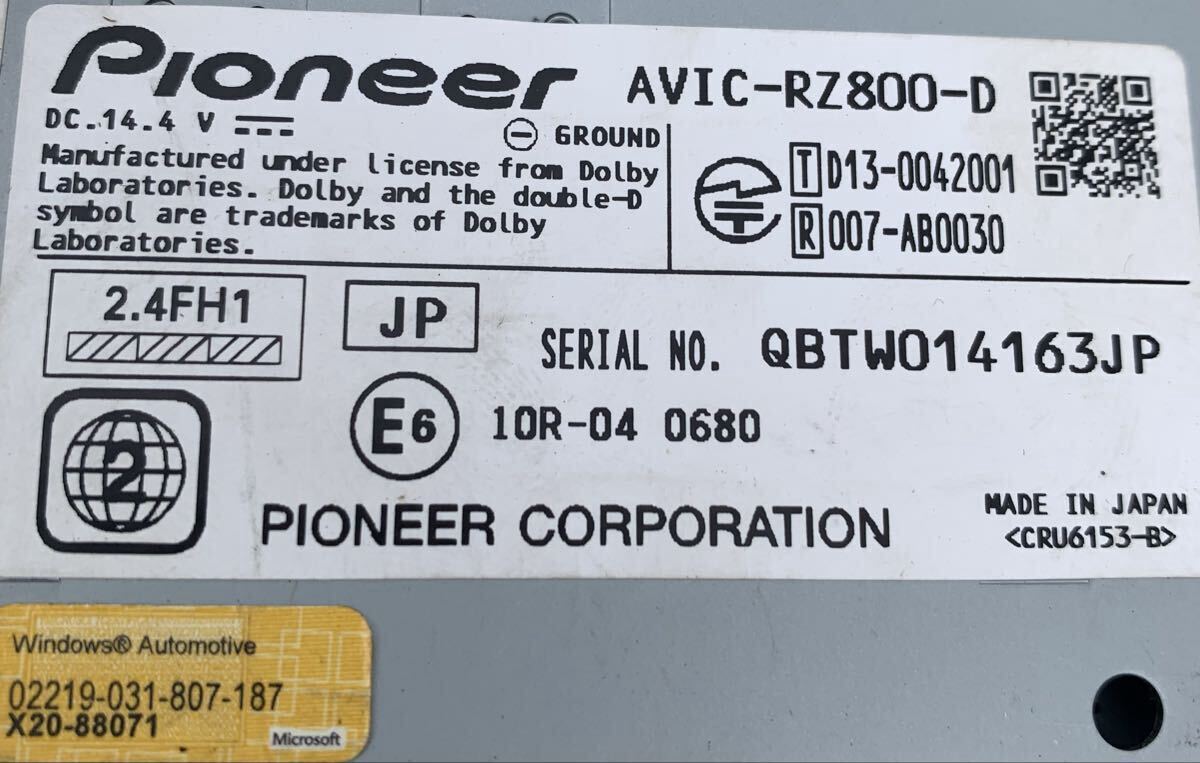 Pioneer
AVIC-RZ800-D
DC.14.4 V
GROUND
Manufactured under license from Dolby
Laboratories. Dolby and the double-D
symbol are trademarks of Dolby
Laboratories.
T D13-0042001
R 007-AB0030
2.4FH1
JP
SERIAL NO. QBTW014163JP
2
E6 10R-04 0680
PIONEER CORPORATION
MADE IN JAPAN
<CRU6153-B>
Windows® Automotive
02219-031-807-187
X20-88071
Microsoft